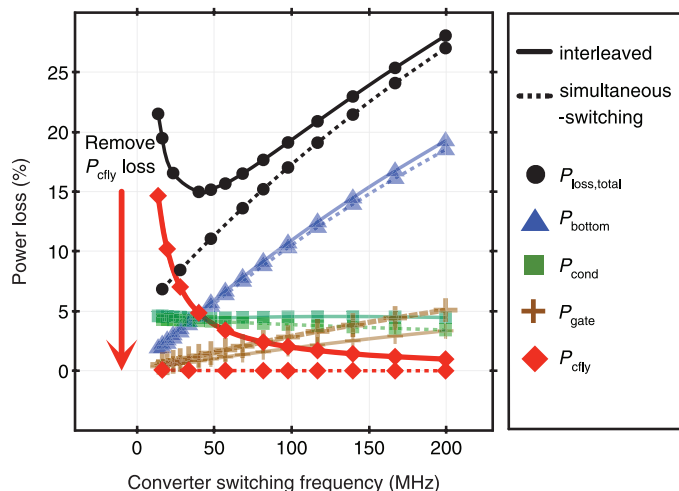 25
20
15
10
5
0
Power loss (%)
Remove
Pcfly loss
0
50
100
150
200
Converter switching frequency (MHz)
interleaved
simultaneous
-switching
Ploss,total
Pbottom
Pcond
Pgate
Pcfly